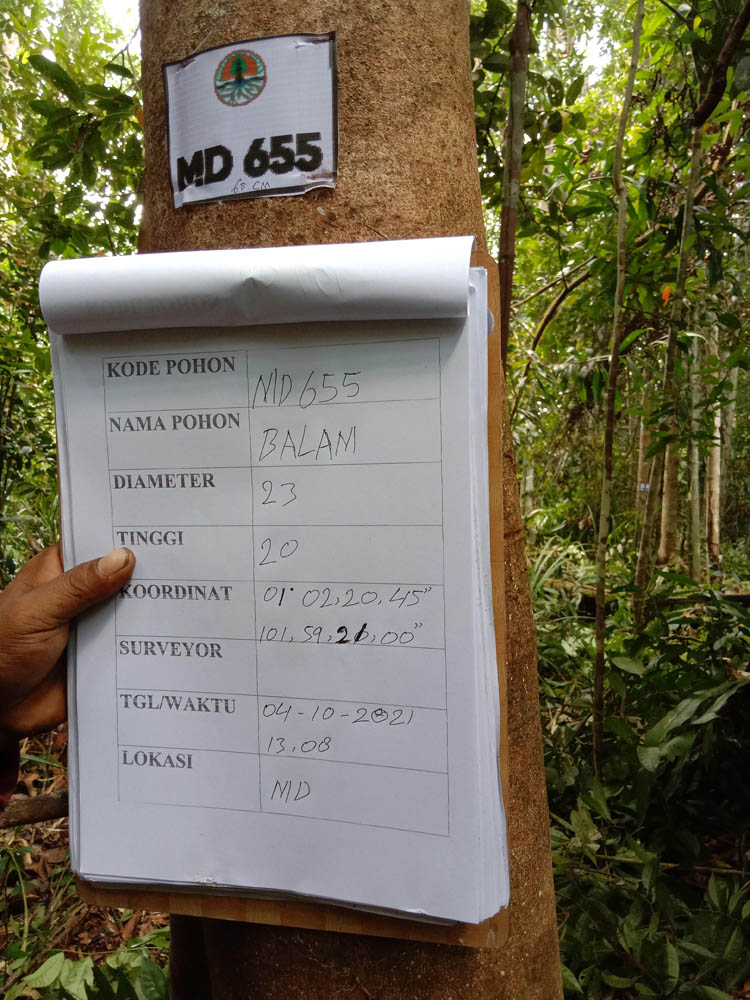 MD 655
68 CM
KODE POHON MD 655
NAMA POHON BALAM
DIAMETER 23
TINGGI 20
KOORDINAT 01° 02, 20, 45"
101, 59, 21, 00"
SURVEYOR
TGL/WAKTU 04-10-2021
13,08
LOKASI MD